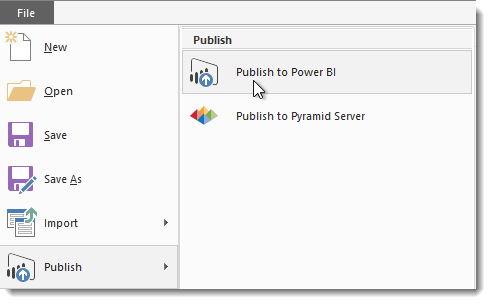 File
New
Open
Save
Save As
Import
Publish
Publish
Publish to Power BI
Publish to Pyramid Server